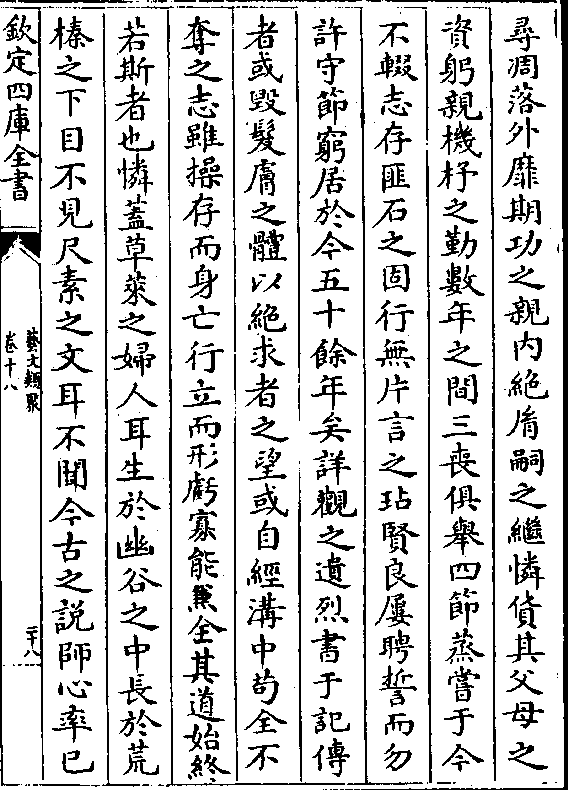 尋凋落外靡期功之親内絶胤嗣之繼憐貨其父母之
資躬親機杼之勤數年之間三喪俱舉四節蒸嘗于今
不輟志存匪石之固行無片言之玷賢良屢聘誓而勿
許守節窮居於今五十餘年矣詳觀之遺烈書于記傳
者或毀髮膚之體以絶求者之望或自經溝中苟全不
奪之志雖操存而身亡行立而形虧寡能兼全其道始終
若斯者也憐蓋草萊之婦人耳生於幽谷之中長於荒
榛之下目不見尺素之文耳不聞今古之説師心率已
欽定四庫全書
藝文類聚
卷十八
二十八